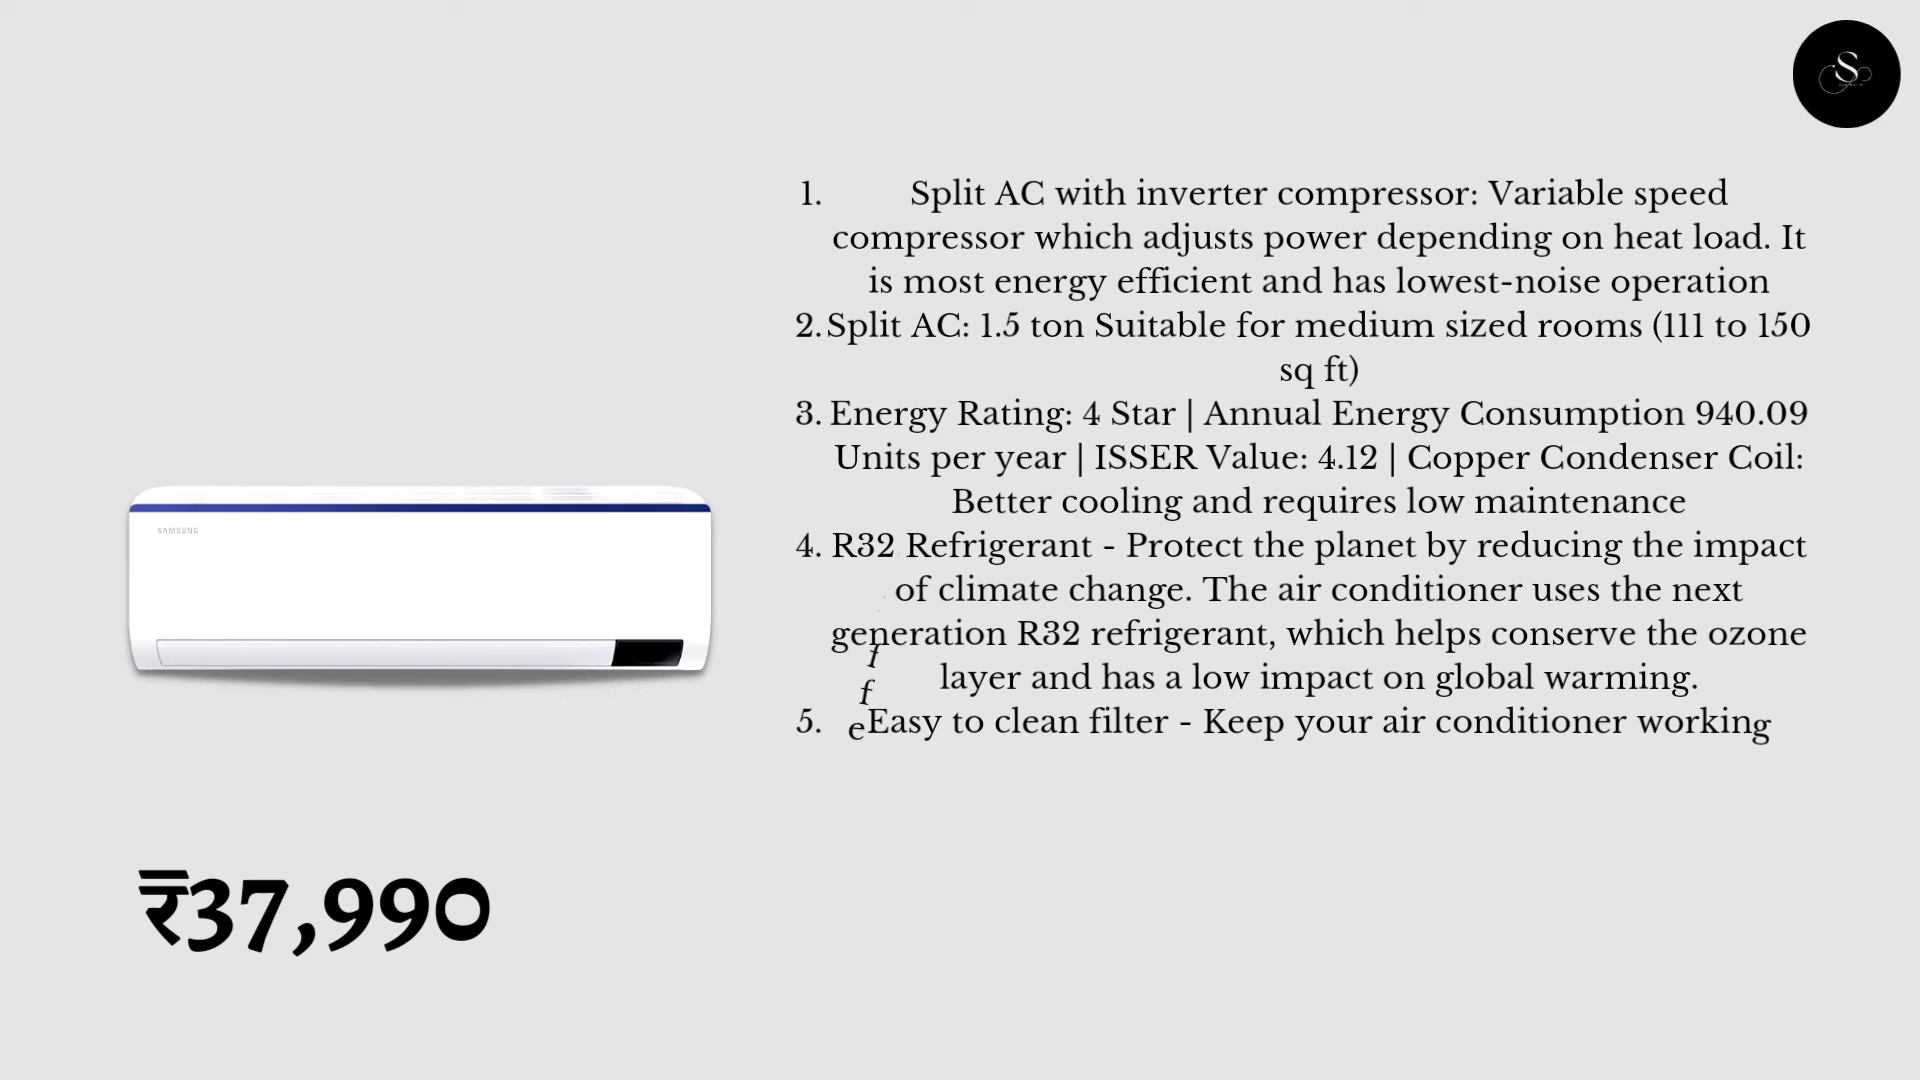 S
1. Split AC with inverter compressor: Variable speed
compressor which adjusts power depending on heat load. It
is most energy efficient and has lowest-noise operation
2. Split AC: 1.5 ton Suitable for medium sized rooms (111 to 150
sq ft)
3. Energy Rating: 4 Star | Annual Energy Consumption 940.09
Units per year | ISSER Value: 4.12 | Copper Condenser Coil:
Better cooling and requires low maintenance
4. R32 Refrigerant - Protect the planet by reducing the impact
of climate change. The air conditioner uses the next
generation R32 refrigerant, which helps conserve the ozone
layer and has a low impact on global warming.
f
f
e
5. Easy to clean filter - Keep your air conditioner working
SAMSUNG
₹37,990